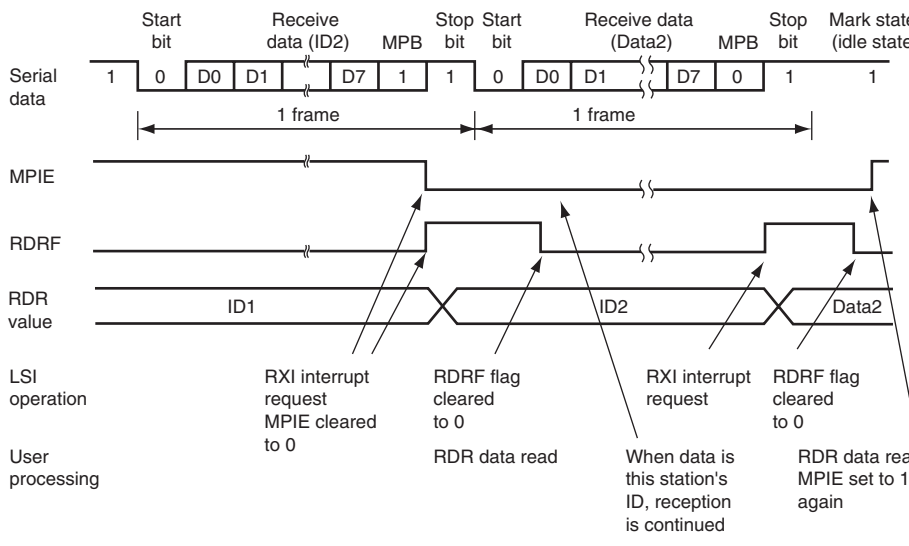 Start bit
Receive data (ID2)
MPB
Stop bit
Start bit
Receive data (Data2)
MPB
Stop bit
Mark state (idle state
Serial data
1 0 D0 D1 D7 1 1 0 D0 D1 D7 0 1 1
1 frame
1 frame
MPIE
RDRF
RDR value
ID1
ID2
Data2
LSI operation
RXI interrupt request
MPIE cleared to 0
RDRF flag cleared to 0
RXI interrupt request
RDRF flag cleared to 0
User processing
RDR data read
When data is this station's ID, reception is continued
RDR data rea
MPIE set to 1 again